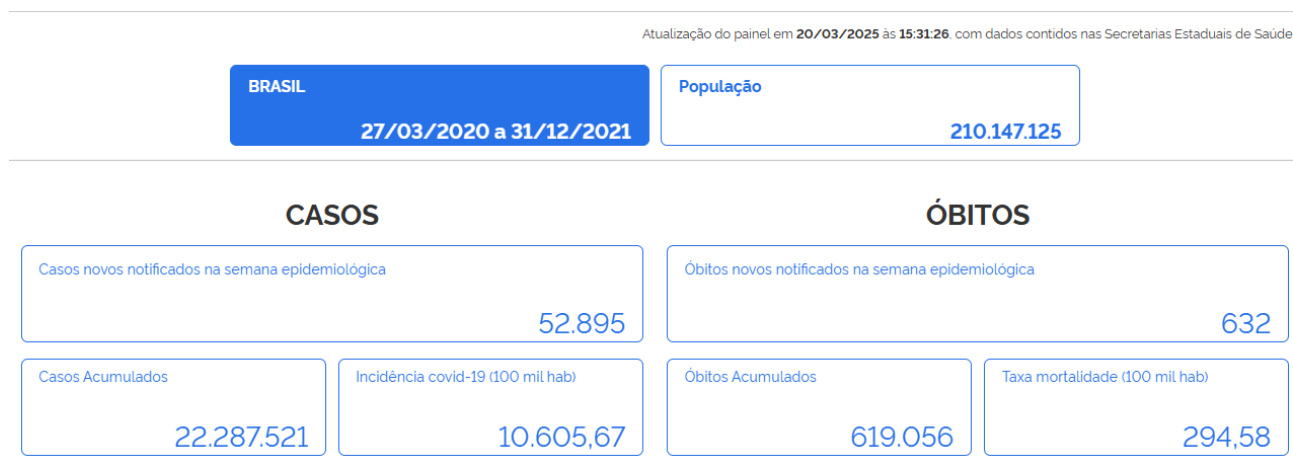 Atualização do painel em 20/03/2025 às 15:31:26, com dados contidos nas Secretarias Estaduais de Saúde
BRASIL
27/03/2020 a 31/12/2021
População
210.147.125
CASOS
Casos novos notificados na semana epidemiológica
52.895
Casos Acumulados
22.287.521
Incidência covid-19 (100 mil hab)
10.605,67
ÓBITOS
Óbitos novos notificados na semana epidemiológica
632
Óbitos Acumulados
619.056
Taxa mortalidade (100 mil hab)
294,58